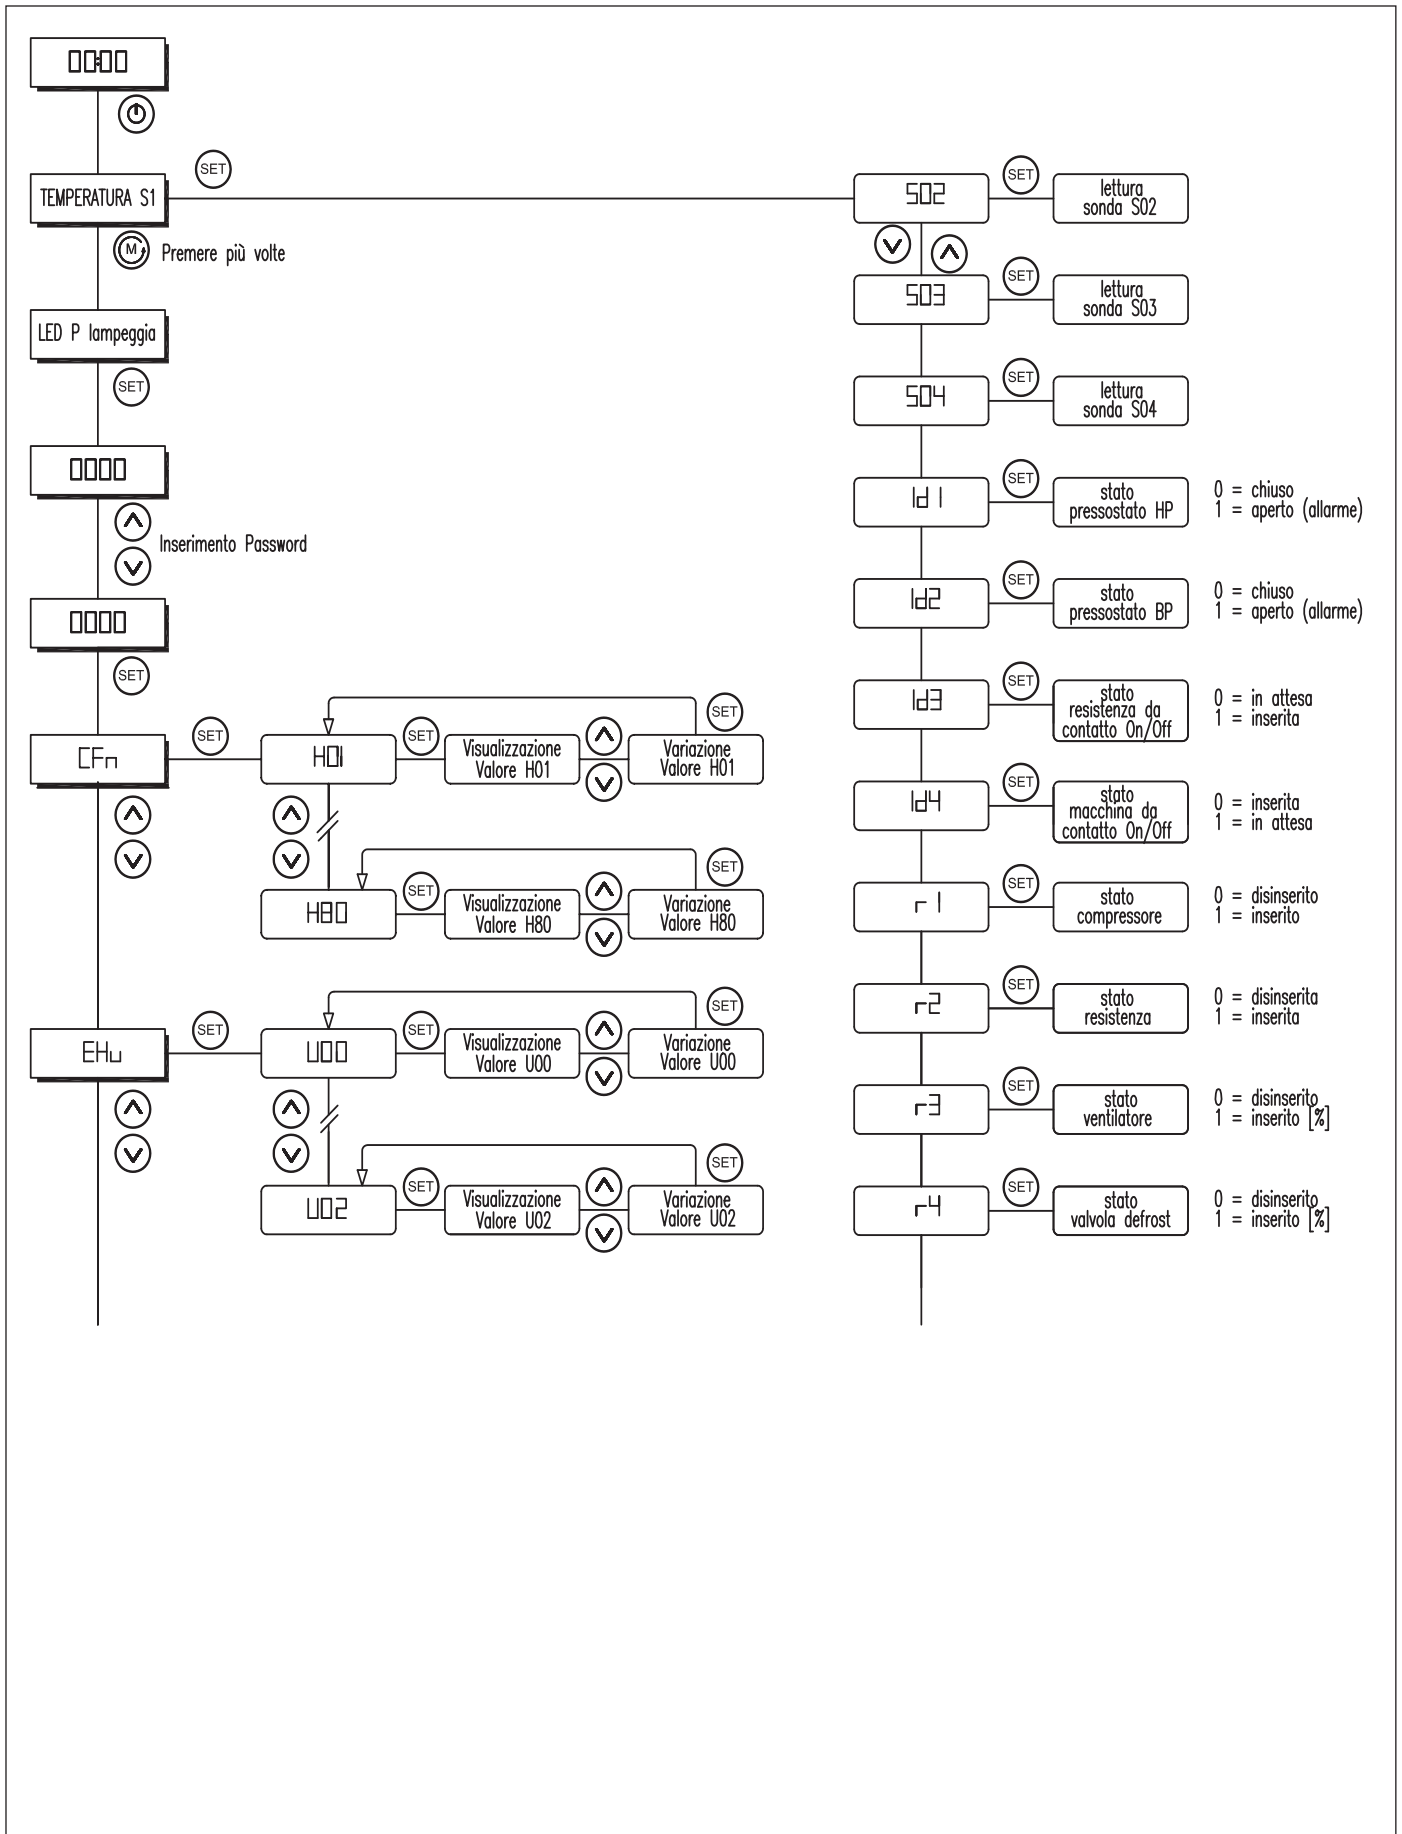 00:00
SET
TEMPERATURA S1
M
Premere più volte
LED P lampeggia
SET
0000
Inserimento Password
0000
SET
CFn
SET
H01
SET
Visualizzazione
Valore H01
Variazione
Valore H01
SET
H80
SET
Visualizzazione
Valore H80
Variazione
Valore H80
SET
EHu
SET
U00
SET
Visualizzazione
Valore U00
Variazione
Valore U00
SET
U02
SET
Visualizzazione
Valore U02
Variazione
Valore U02
SET
S02
SET
lettura
sonda S02
S03
SET
lettura
sonda S03
S04
SET
lettura
sonda S04
Id1
SET
stato
pressostato HP
0 = chiuso
1 = aperto (allarme)
Id2
SET
stato
pressostato BP
0 = chiuso
1 = aperto (allarme)
Id3
SET
stato
resistenza da
contatto On/Off
0 = in attesa
1 = inserita
Id4
SET
stato
macchina da
contatto On/Off
0 = inserita
1 = in attesa
r1
SET
stato
compressore
0 = disinserito
1 = inserito
r2
SET
stato
resistenza
0 = disinserita
1 = inserita
r3
SET
stato
ventilatore
0 = disinserito
1 = inserito [%]
r4
SET
stato
valvola defrost
0 = disinserito
1 = inserito [%]